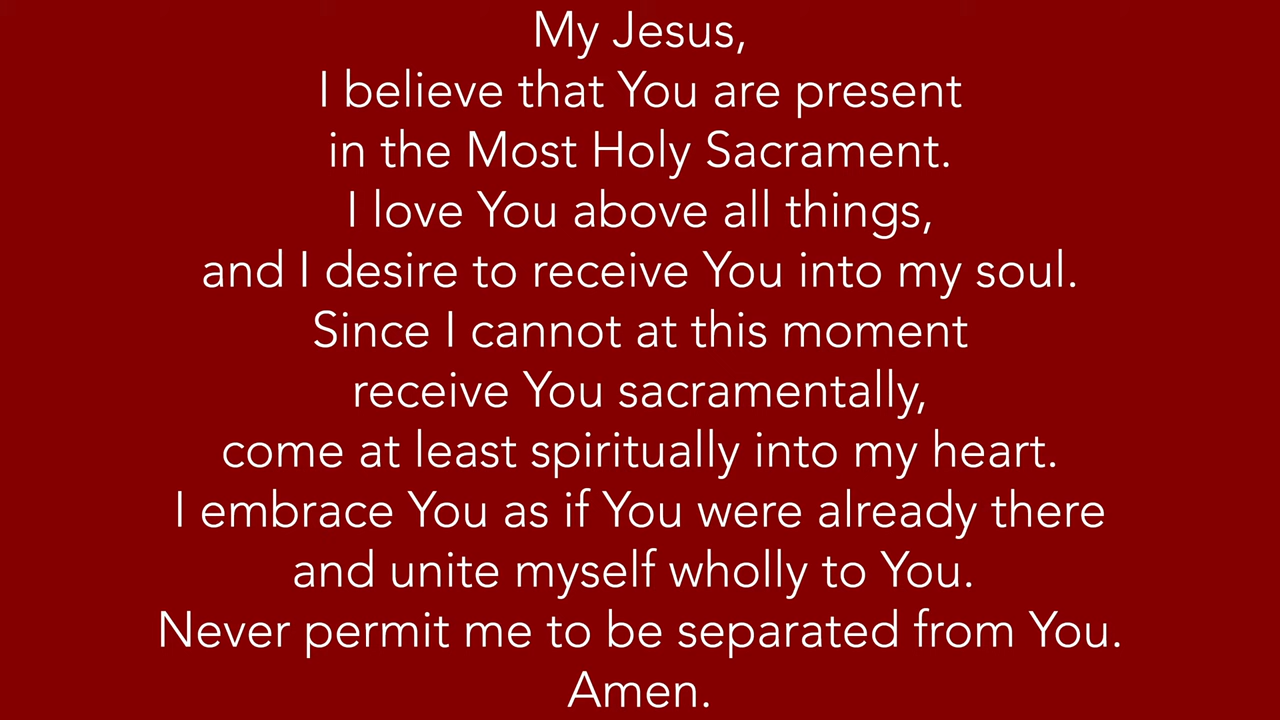 My Jesus,
I believe that You are present
in the Most Holy Sacrament.
I love You above all things,
and I desire to receive You into my soul.
Since I cannot at this moment
receive You sacramentally,
come at least spiritually into my heart.
I embrace You as if You were already there
and unite myself wholly to You.
Never permit me to be separated from You.
Amen.